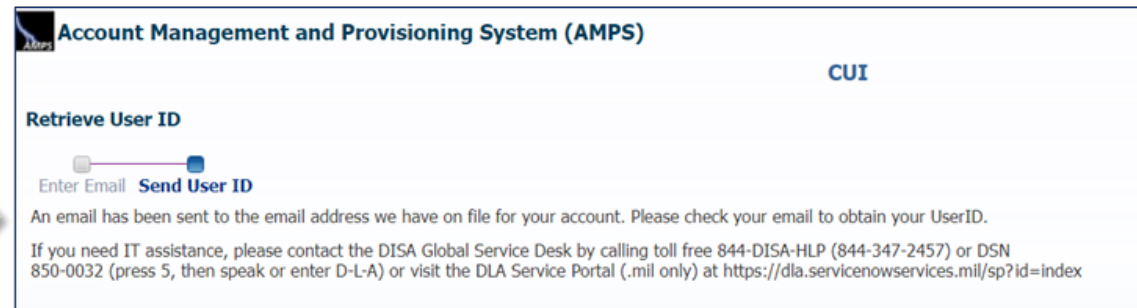 AMPS
Account Management and Provisioning System (AMPS)
CUI
Retrieve User ID
Enter Email Send User ID
An email has been sent to the email address we have on file for your account. Please check your email to obtain your UserID.
If you need IT assistance, please contact the DISA Global Service Desk by calling toll free 844-DISA-HLP (844-347-2457) or DSN
850-0032 (press 5, then speak or enter D-L-A) or visit the DLA Service Portal (.mil only) at https://dla.servicenowservices.mil/sp?id=index